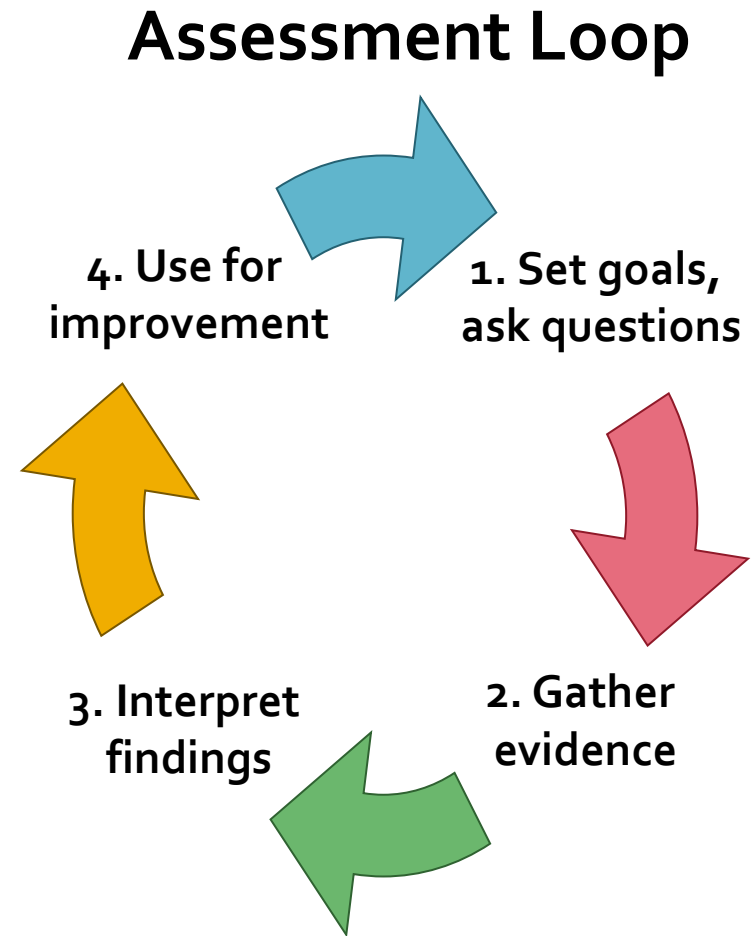 Assessment Loop
1. Set goals,
ask questions
2. Gather
evidence
3. Interpret
findings
4. Use for
improvement